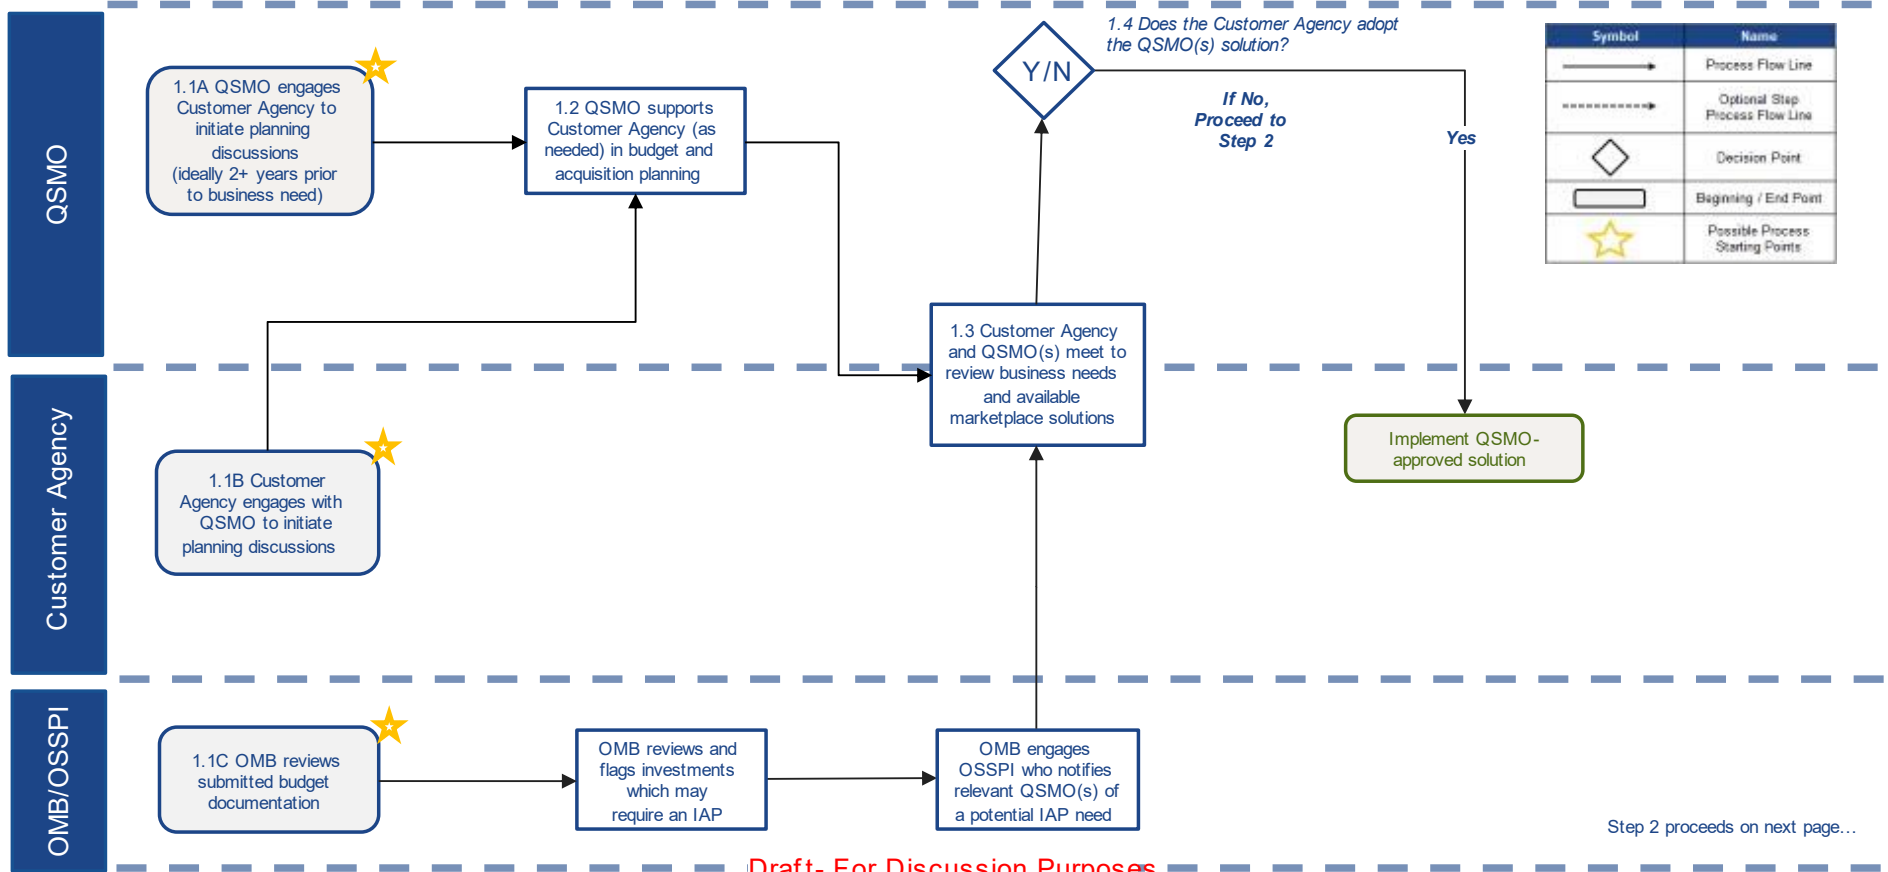 QSMO
1.1A QSMO engages
Customer Agency to
initiate planning
discussions
(ideally 2+ years prior
to business need)
1.2 QSMO supports
Customer Agency (as
needed) in budget and
acquisition planning
Y/N
1.4 Does the Customer Agency adopt
the QSMO(s) solution?
If No,
Proceed to
Step 2
Yes
Symbol Name
Process Flow Line
Optional Step
Process Flow Line
Decision Point
Beginning / End Point
Possible Process
Starting Points
1.3 Customer Agency
and QSMO(s) meet to
review business needs
and available
marketplace solutions
Customer Agency
1.1B Customer
Agency engages with
QSMO to initiate
planning discussions
Implement QSMO-
approved solution
OMB/OSSPI
1.1C OMB reviews
submitted budget
documentation
OMB reviews and
flags investments
which may
require an IAP
OMB engages
OSSPI who notifies
relevant QSMO(s) of
a potential IAP need
Step 2 proceeds on next page...
Draft- For Discussion Purposes